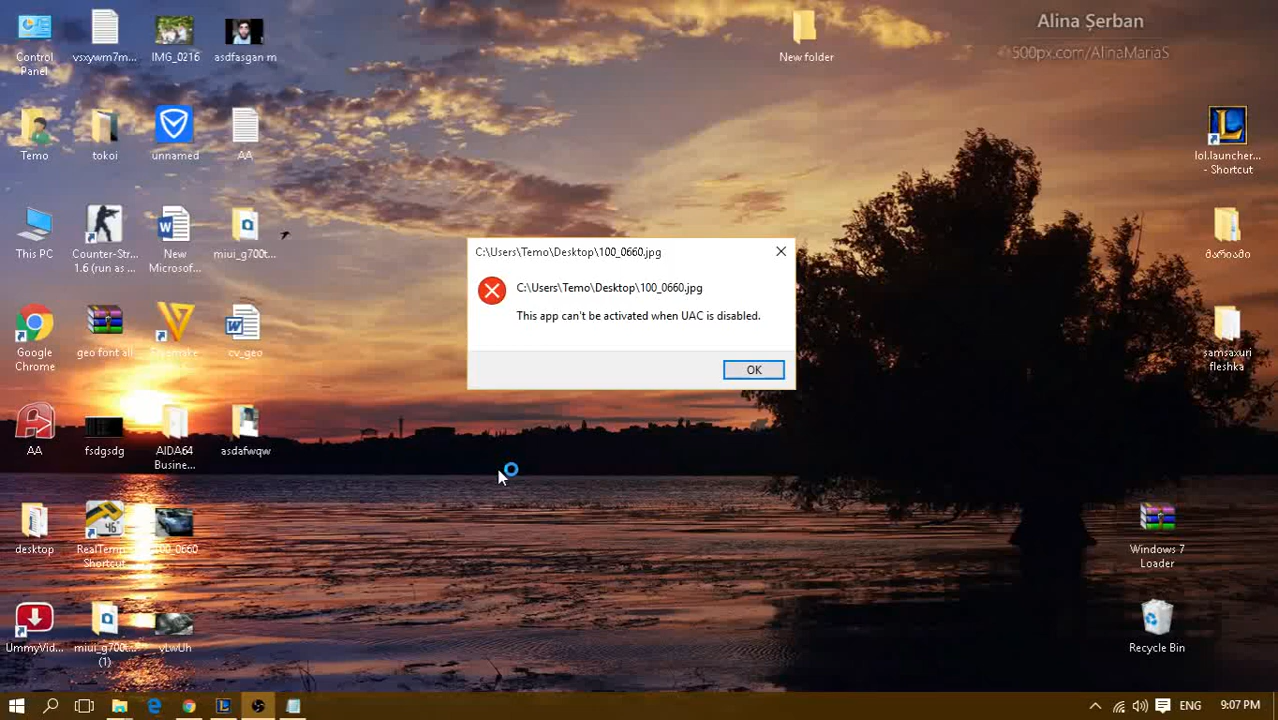 Alina Șerban
500px.com/AlinaMariaS
Control Panel
vsxywm7m...
IMG_0216
asdfasgan m
New folder
Temo
tokoi
unnamed
AA
lol.launcher... - Shortcut
This PC
Counter-Str... 1.6 (run as ...
New Microsof...
miui_g700t...
მარიამი
C:\Users\Temo\Desktop\100_0660.jpg
C:\Users\Temo\Desktop\100_0660.jpg
This app can't be activated when UAC is disabled.
OK
Google Chrome
geo font all
Freemake
cv_geo
samsaxuri fleshka
AA
fsdgsdg
AIDA64 Busine...
asdafwqw
desktop
RealTemp Shortcut
46
100_0660
Windows 7 Loader
UmmyVid...
miui_g700t... (1)
yLwUh
Recycle Bin
ENG
9:07 PM